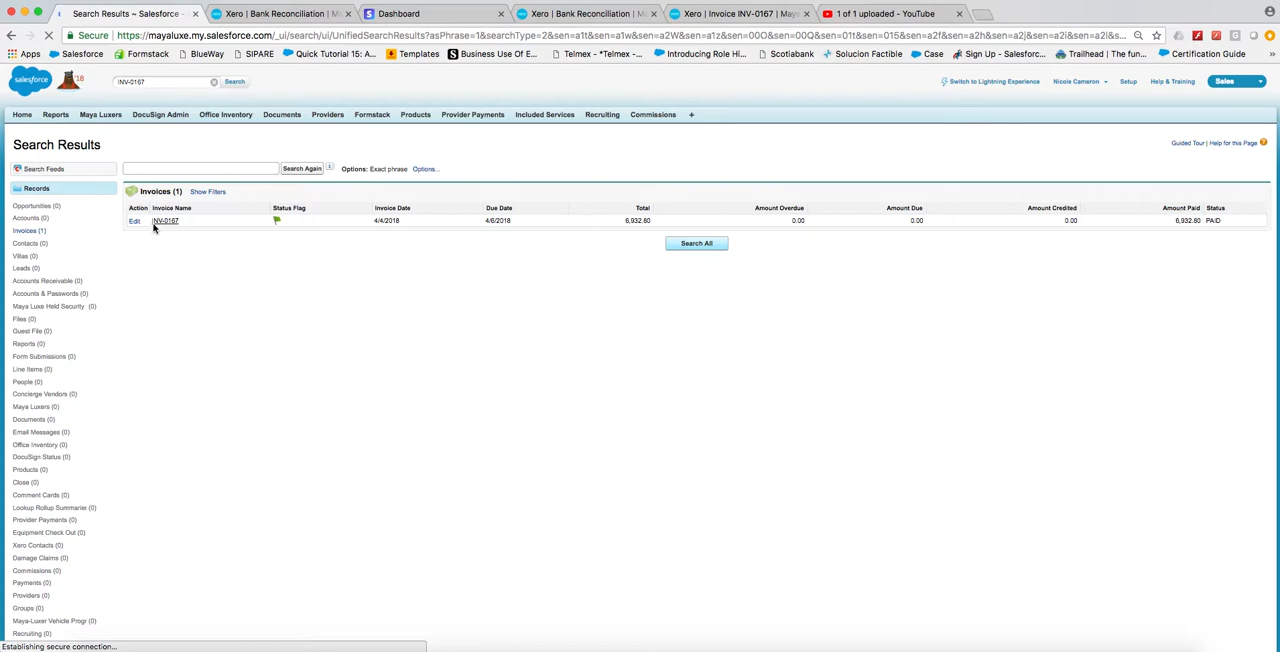 Search Results ~ Salesforce -
Xero | Bank Reconciliation | M
Dashboard
Xero | Bank Reconciliation | M
Xero | Invoice INV-0167 | Maya
1 of 1 uploaded - YouTube
Secure | https://mayaluxe.my.salesforce.com/_ui/search/ui/UnifiedSearchResults?asPhrase=1&searchType=2&sen=a1t&sen=a1w&sen=a2W&sen=a1z&sen=00O&sen=00Q&sen=01t&sen=015&sen=a2f&sen=a2h&sen=a2j&sen=a2i&sen=a2l&s...
Apps Salesforce Formstack BlueWay SIPARE Quick Tutorial 15: A... Templates Business Use Of E... Telmex - *Telmex -... Introducing Role Hi... Scotiabank Solucion Factible Case Sign Up - Salesforc... Trailhead | The fun... Certification Guide
salesforce '18 INV-0167 Search Switch to Lightning Experience Nicole Cameron Setup Help & Training Sales
Home Reports Maya Luxers DocuSign Admin Office Inventory Documents Providers Formstack Products Provider Payments Included Services Recruiting Commissions +
Search Results
Guided Tour | Help for this Page
Search Feeds
Search Again i Options: Exact phrase Options...
Records
Invoices (1) Show Filters
Action Invoice Name Status Flag Invoice Date Due Date Total Amount Overdue Amount Due Amount Credited Amount Paid Status
Edit INV-0167 4/4/2018 4/6/2018 6,932.80 0.00 0.00 0.00 6,932.80 PAID
Search All
Opportunities (0)
Accounts (0)
Invoices (1)
Contacts (0)
Villas (0)
Leads (0)
Accounts Receivable (0)
Accounts & Passwords (0)
Maya Luxe Held Security (0)
Files (0)
Guest File (0)
Reports (0)
Form Submissions (0)
Line Items (0)
People (0)
Concierge Vendors (0)
Maya Luxers (0)
Documents (0)
Email Messages (0)
Office Inventory (0)
DocuSign Status (0)
Products (0)
Close (0)
Comment Cards (0)
Lookup Rollup Summaries (0)
Provider Payments (0)
Equipment Check Out (0)
Xero Contacts (0)
Damage Claims (0)
Commissions (0)
Payments (0)
Providers (0)
Groups (0)
Maya-Luxer Vehicle Progr (0)
Recruiting (0)
Establishing secure connection...